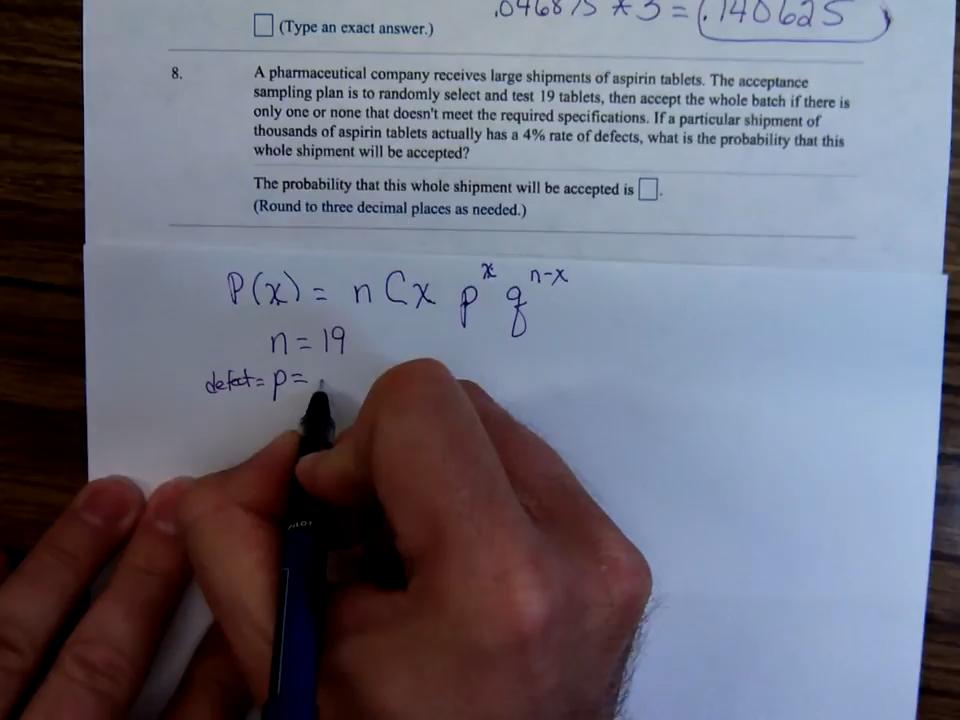 .046875 * 3 = .140625
(Type an exact answer.)
8. A pharmaceutical company receives large shipments of aspirin tablets. The acceptance
sampling plan is to randomly select and test 19 tablets, then accept the whole batch if there is
only one or none that doesn't meet the required specifications. If a particular shipment of
thousands of aspirin tablets actually has a 4% rate of defects, what is the probability that this
whole shipment will be accepted?
The probability that this whole shipment will be accepted is
(Round to three decimal places as needed.)
P(x) = n C x p^x q^n-x
n = 19
defect = p = .
PILOT